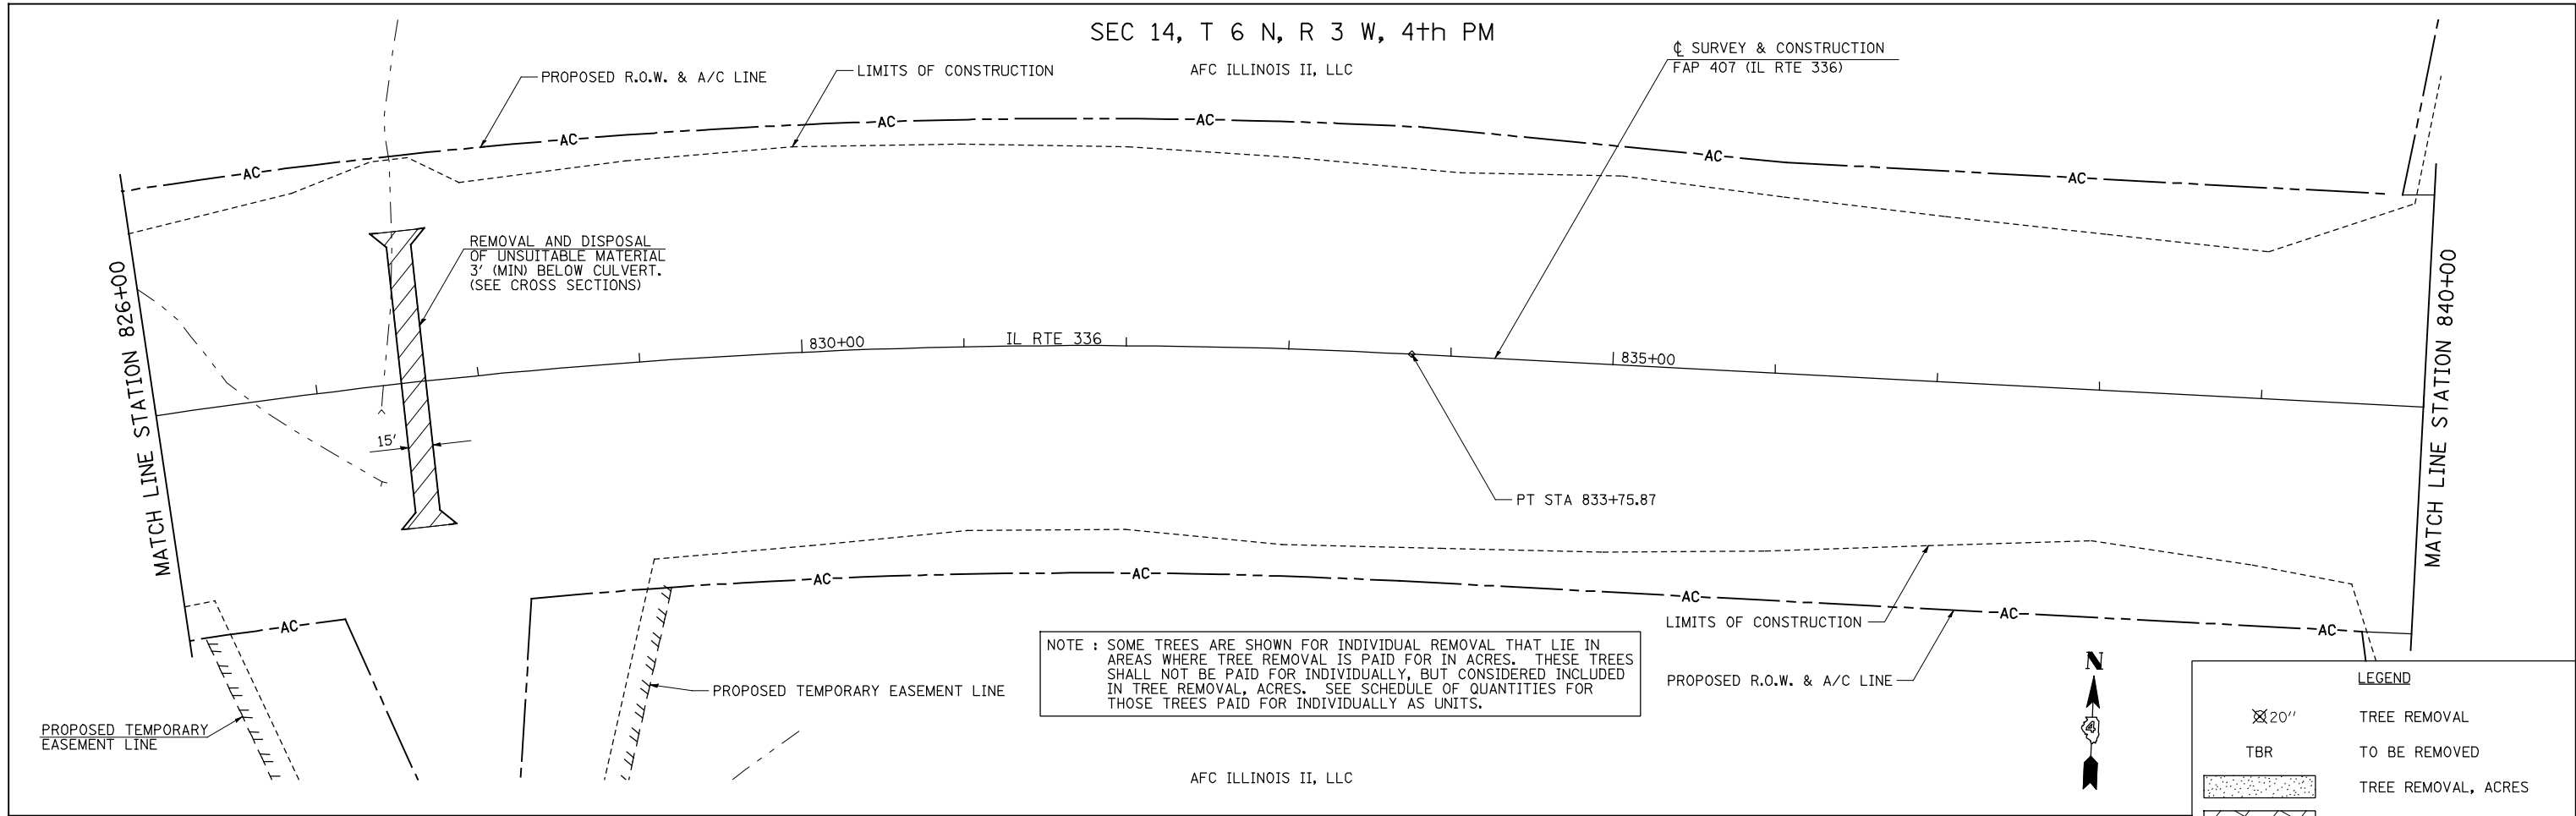 SEC 14, T 6 N, R 3 W, 4th PM
AFC ILLINOIS II, LLC
PROPOSED R.O.W. & A/C LINE
LIMITS OF CONSTRUCTION
℄ SURVEY & CONSTRUCTION
FAP 407 (IL RTE 336)
AC
AC
AC
AC
AC
AC
REMOVAL AND DISPOSAL
OF UNSUITABLE MATERIAL
3' (MIN) BELOW CULVERT.
(SEE CROSS SECTIONS)
MATCH LINE STATION 826+00
830+00
IL RTE 336
835+00
MATCH LINE STATION 840+00
15'
PT STA 833+75.87
AC
AC
AC
AC
AC
AC
LIMITS OF CONSTRUCTION
PROPOSED R.O.W. & A/C LINE
NOTE : SOME TREES ARE SHOWN FOR INDIVIDUAL REMOVAL THAT LIE IN
AREAS WHERE TREE REMOVAL IS PAID FOR IN ACRES. THESE TREES
SHALL NOT BE PAID FOR INDIVIDUALLY, BUT CONSIDERED INCLUDED
IN TREE REMOVAL, ACRES. SEE SCHEDULE OF QUANTITIES FOR
THOSE TREES PAID FOR INDIVIDUALLY AS UNITS.
PROPOSED TEMPORARY EASEMENT LINE
PROPOSED TEMPORARY
EASEMENT LINE
AFC ILLINOIS II, LLC
N
4
LEGEND
20" TREE REMOVAL
TBR TO BE REMOVED
TREE REMOVAL, ACRES